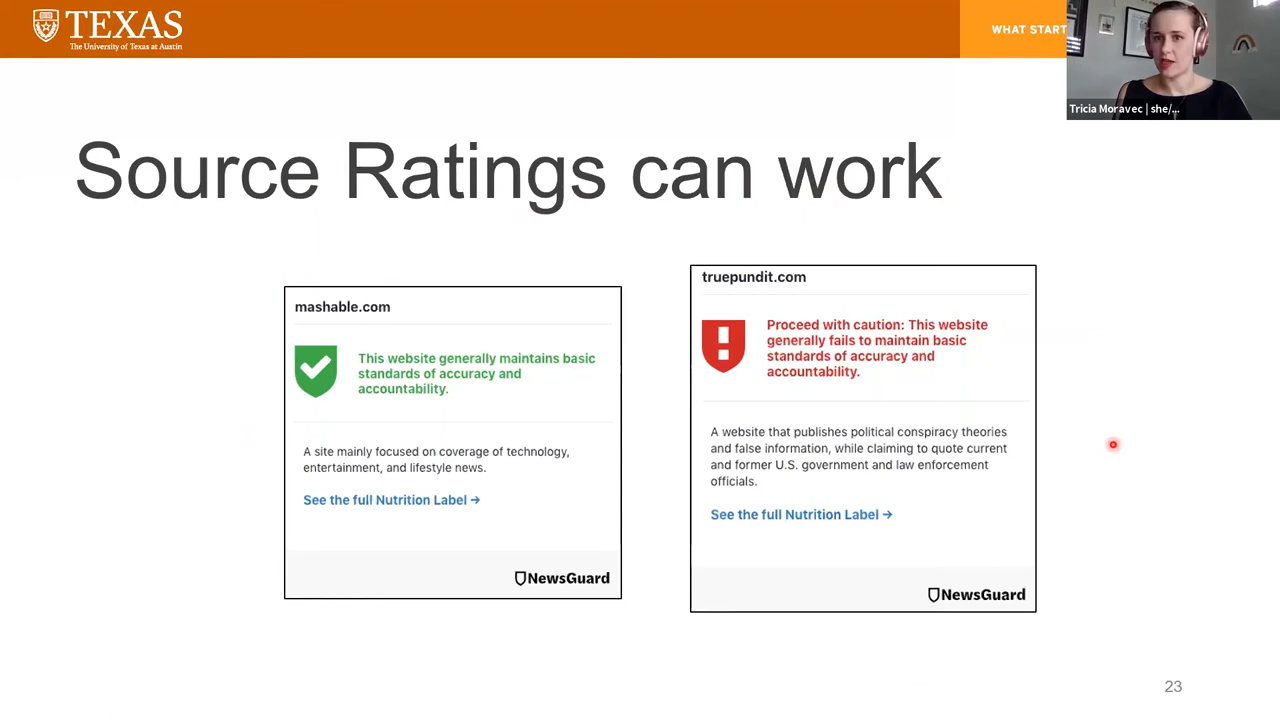 TEXAS
The University of Texas at Austin
WHAT START
Tricia Moravec | she/...
Source Ratings can work
mashable.com
This website generally maintains basic
standards of accuracy and
accountability.
A site mainly focused on coverage of technology,
entertainment, and lifestyle news.
See the full Nutrition Label →
NewsGuard
truepundit.com
Proceed with caution: This website
generally fails to maintain basic
standards of accuracy and
accountability.
A website that publishes political conspiracy theories
and false information, while claiming to quote current
and former U.S. government and law enforcement
officials.
See the full Nutrition Label →
NewsGuard
23